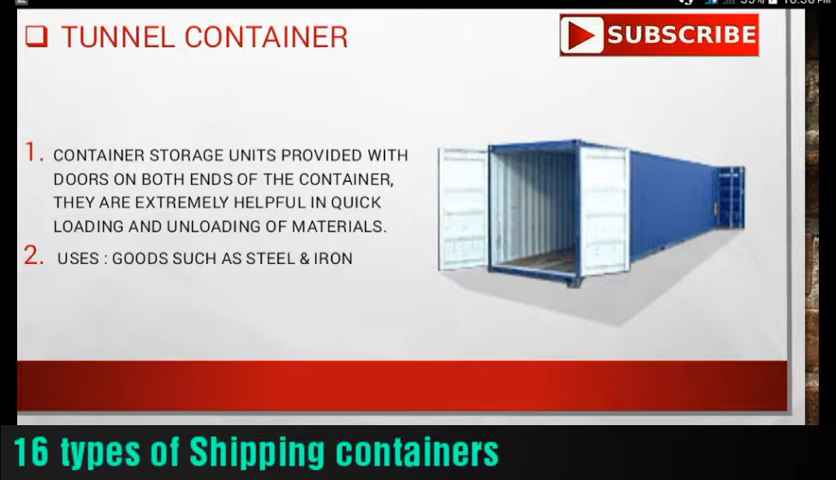 TUNNEL CONTAINER
SUBSCRIBE
1. CONTAINER STORAGE UNITS PROVIDED WITH
DOORS ON BOTH ENDS OF THE CONTAINER,
THEY ARE EXTREMELY HELPFUL IN QUICK
LOADING AND UNLOADING OF MATERIALS.
2. USES : GOODS SUCH AS STEEL & IRON
16 types of Shipping containers